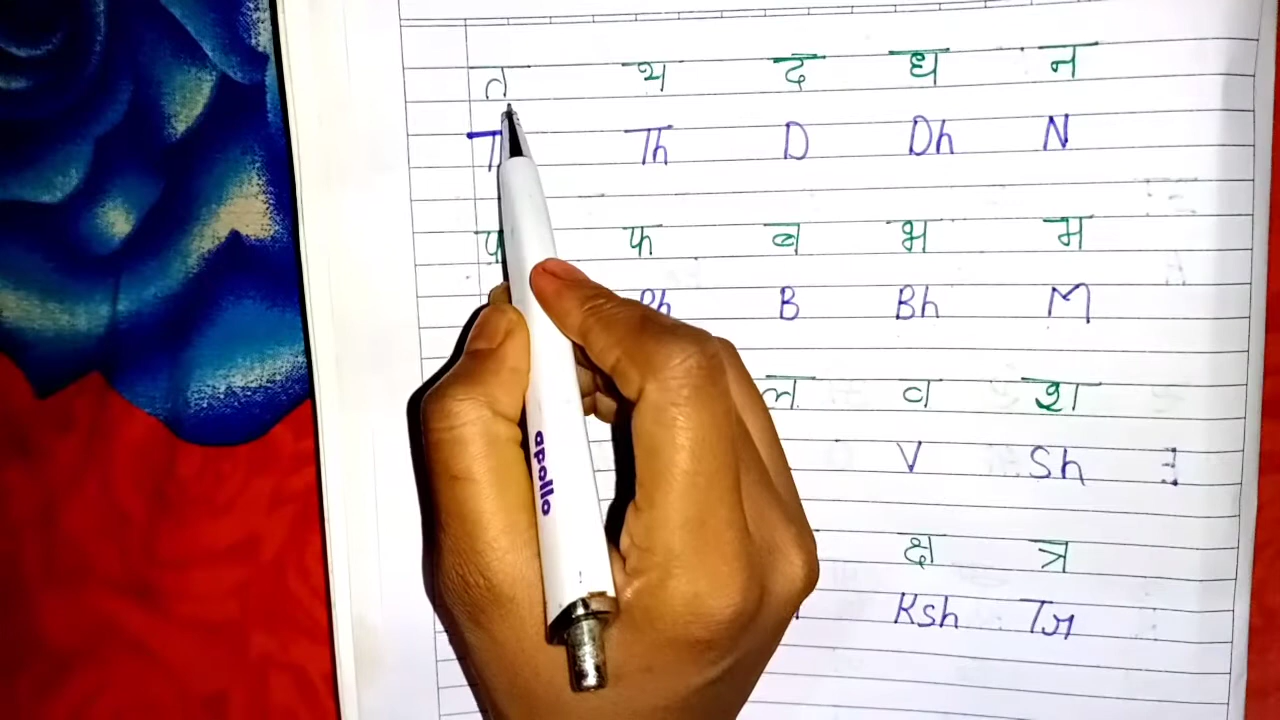 त थ द ध न
T Th D Dh N
प फ ब भ म
Ph B Bh M
ल व श
V Sh
क्ष त्र
Ksh Tr
apollo